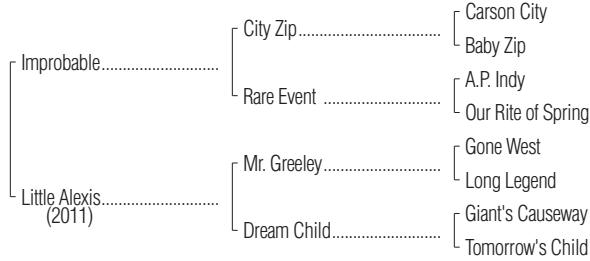 Carson City
City Zip
Baby Zip
Improbable
A.P. Indy
Rare Event
Our Rite of Spring
Gone West
Mr. Greeley
Long Legend
Little Alexis
(2011)
Giant's Causeway
Dream Child
Tomorrow's Child